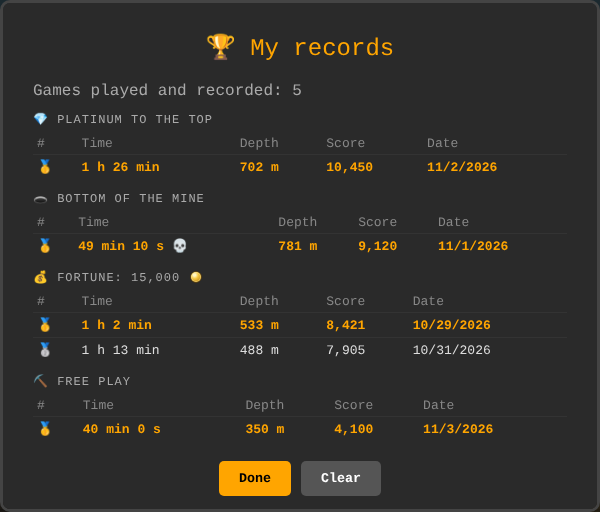 🏆 My records
Games played and recorded: 5
💎 PLATINUM TO THE TOP
# Time Depth Score Date
🥇 1 h 26 min 702 m 10,450 11/2/2026
🕳️ BOTTOM OF THE MINE
# Time Depth Score Date
🥇 49 min 10 s 💀 781 m 9,120 11/1/2026
💰 FORTUNE: 15,000 🪙
# Time Depth Score Date
🥇 1 h 2 min 533 m 8,421 10/29/2026
🥈 1 h 13 min 488 m 7,905 10/31/2026
⛏️ FREE PLAY
# Time Depth Score Date
🥇 40 min 0 s 350 m 4,100 11/3/2026
Done Clear